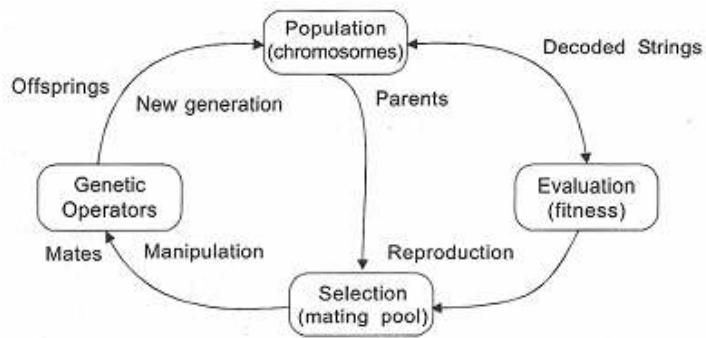 Population
(chromosomes)
Decoded Strings
Offsprings
New generation
Parents
Genetic
Operators
Evaluation
(fitness)
Mates
Manipulation
Reproduction
Selection
(mating pool)